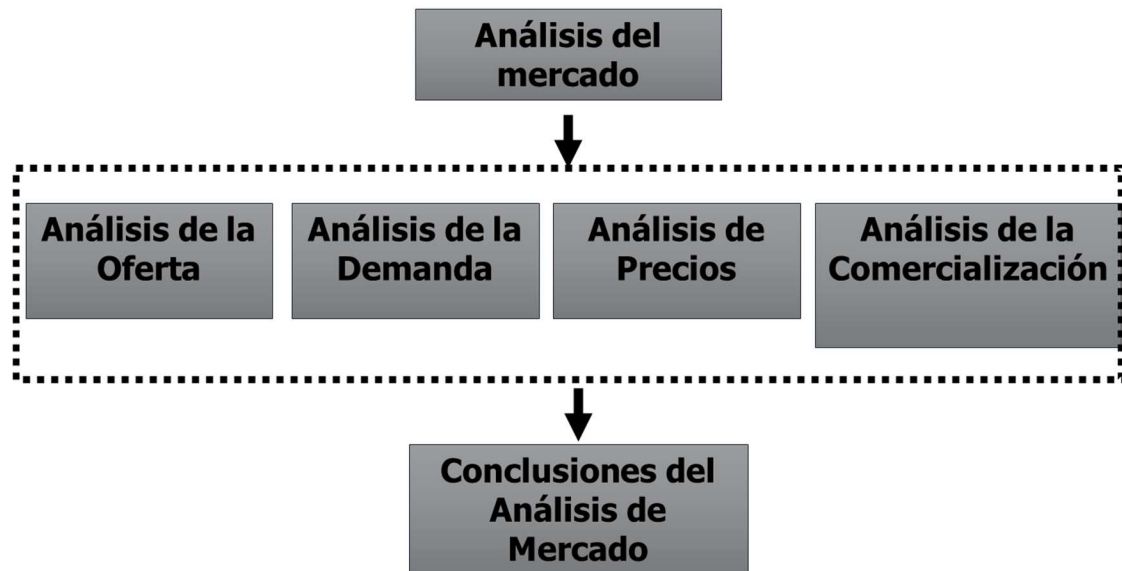 Análisis del
mercado
Análisis de la
Oferta
Análisis de la
Demanda
Análisis de
Precios
Análisis de la
Comercialización
Conclusiones del
Análisis de
Mercado